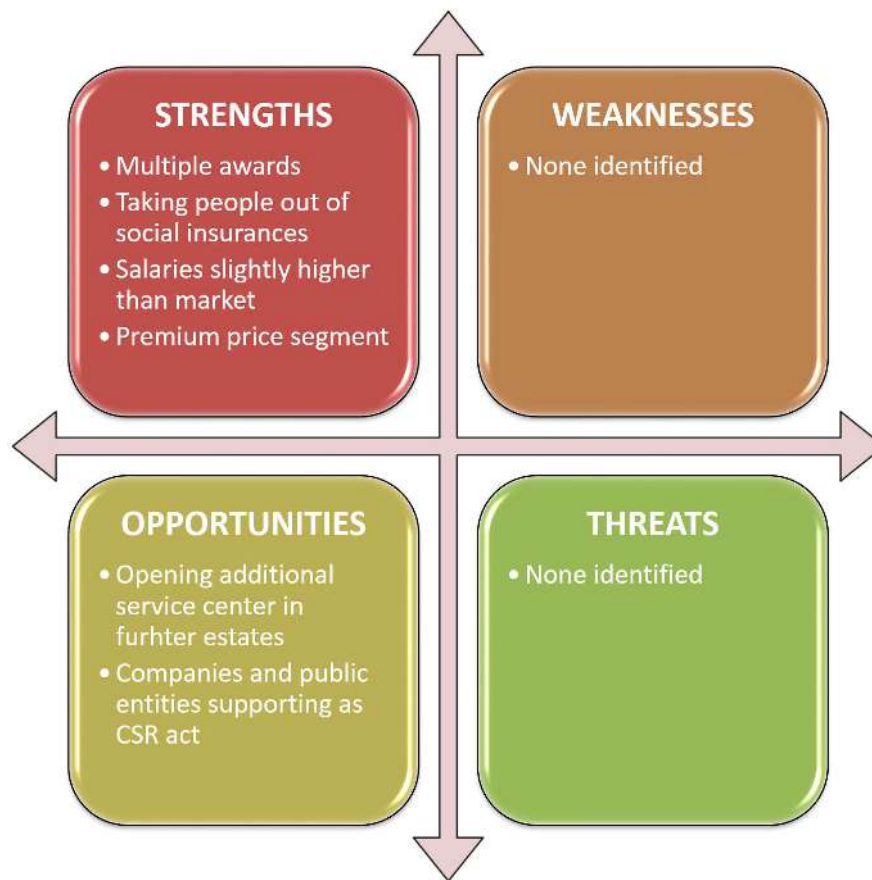 STRENGTHS
• Multiple awards
• Taking people out of
social insurances
• Salaries slightly higher
than market
• Premium price segment
WEAKNESSES
• None identified
OPPORTUNITIES
• Opening additional
service center in
furhter estates
• Companies and public
entities supporting as
CSR act
THREATS
• None identified